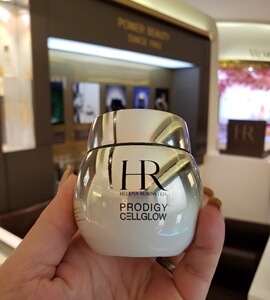 POWER BEAUTY
SINCE 1902
HR
HELENA RUBINSTEIN
PRODIGY
CELLGLOW
HR